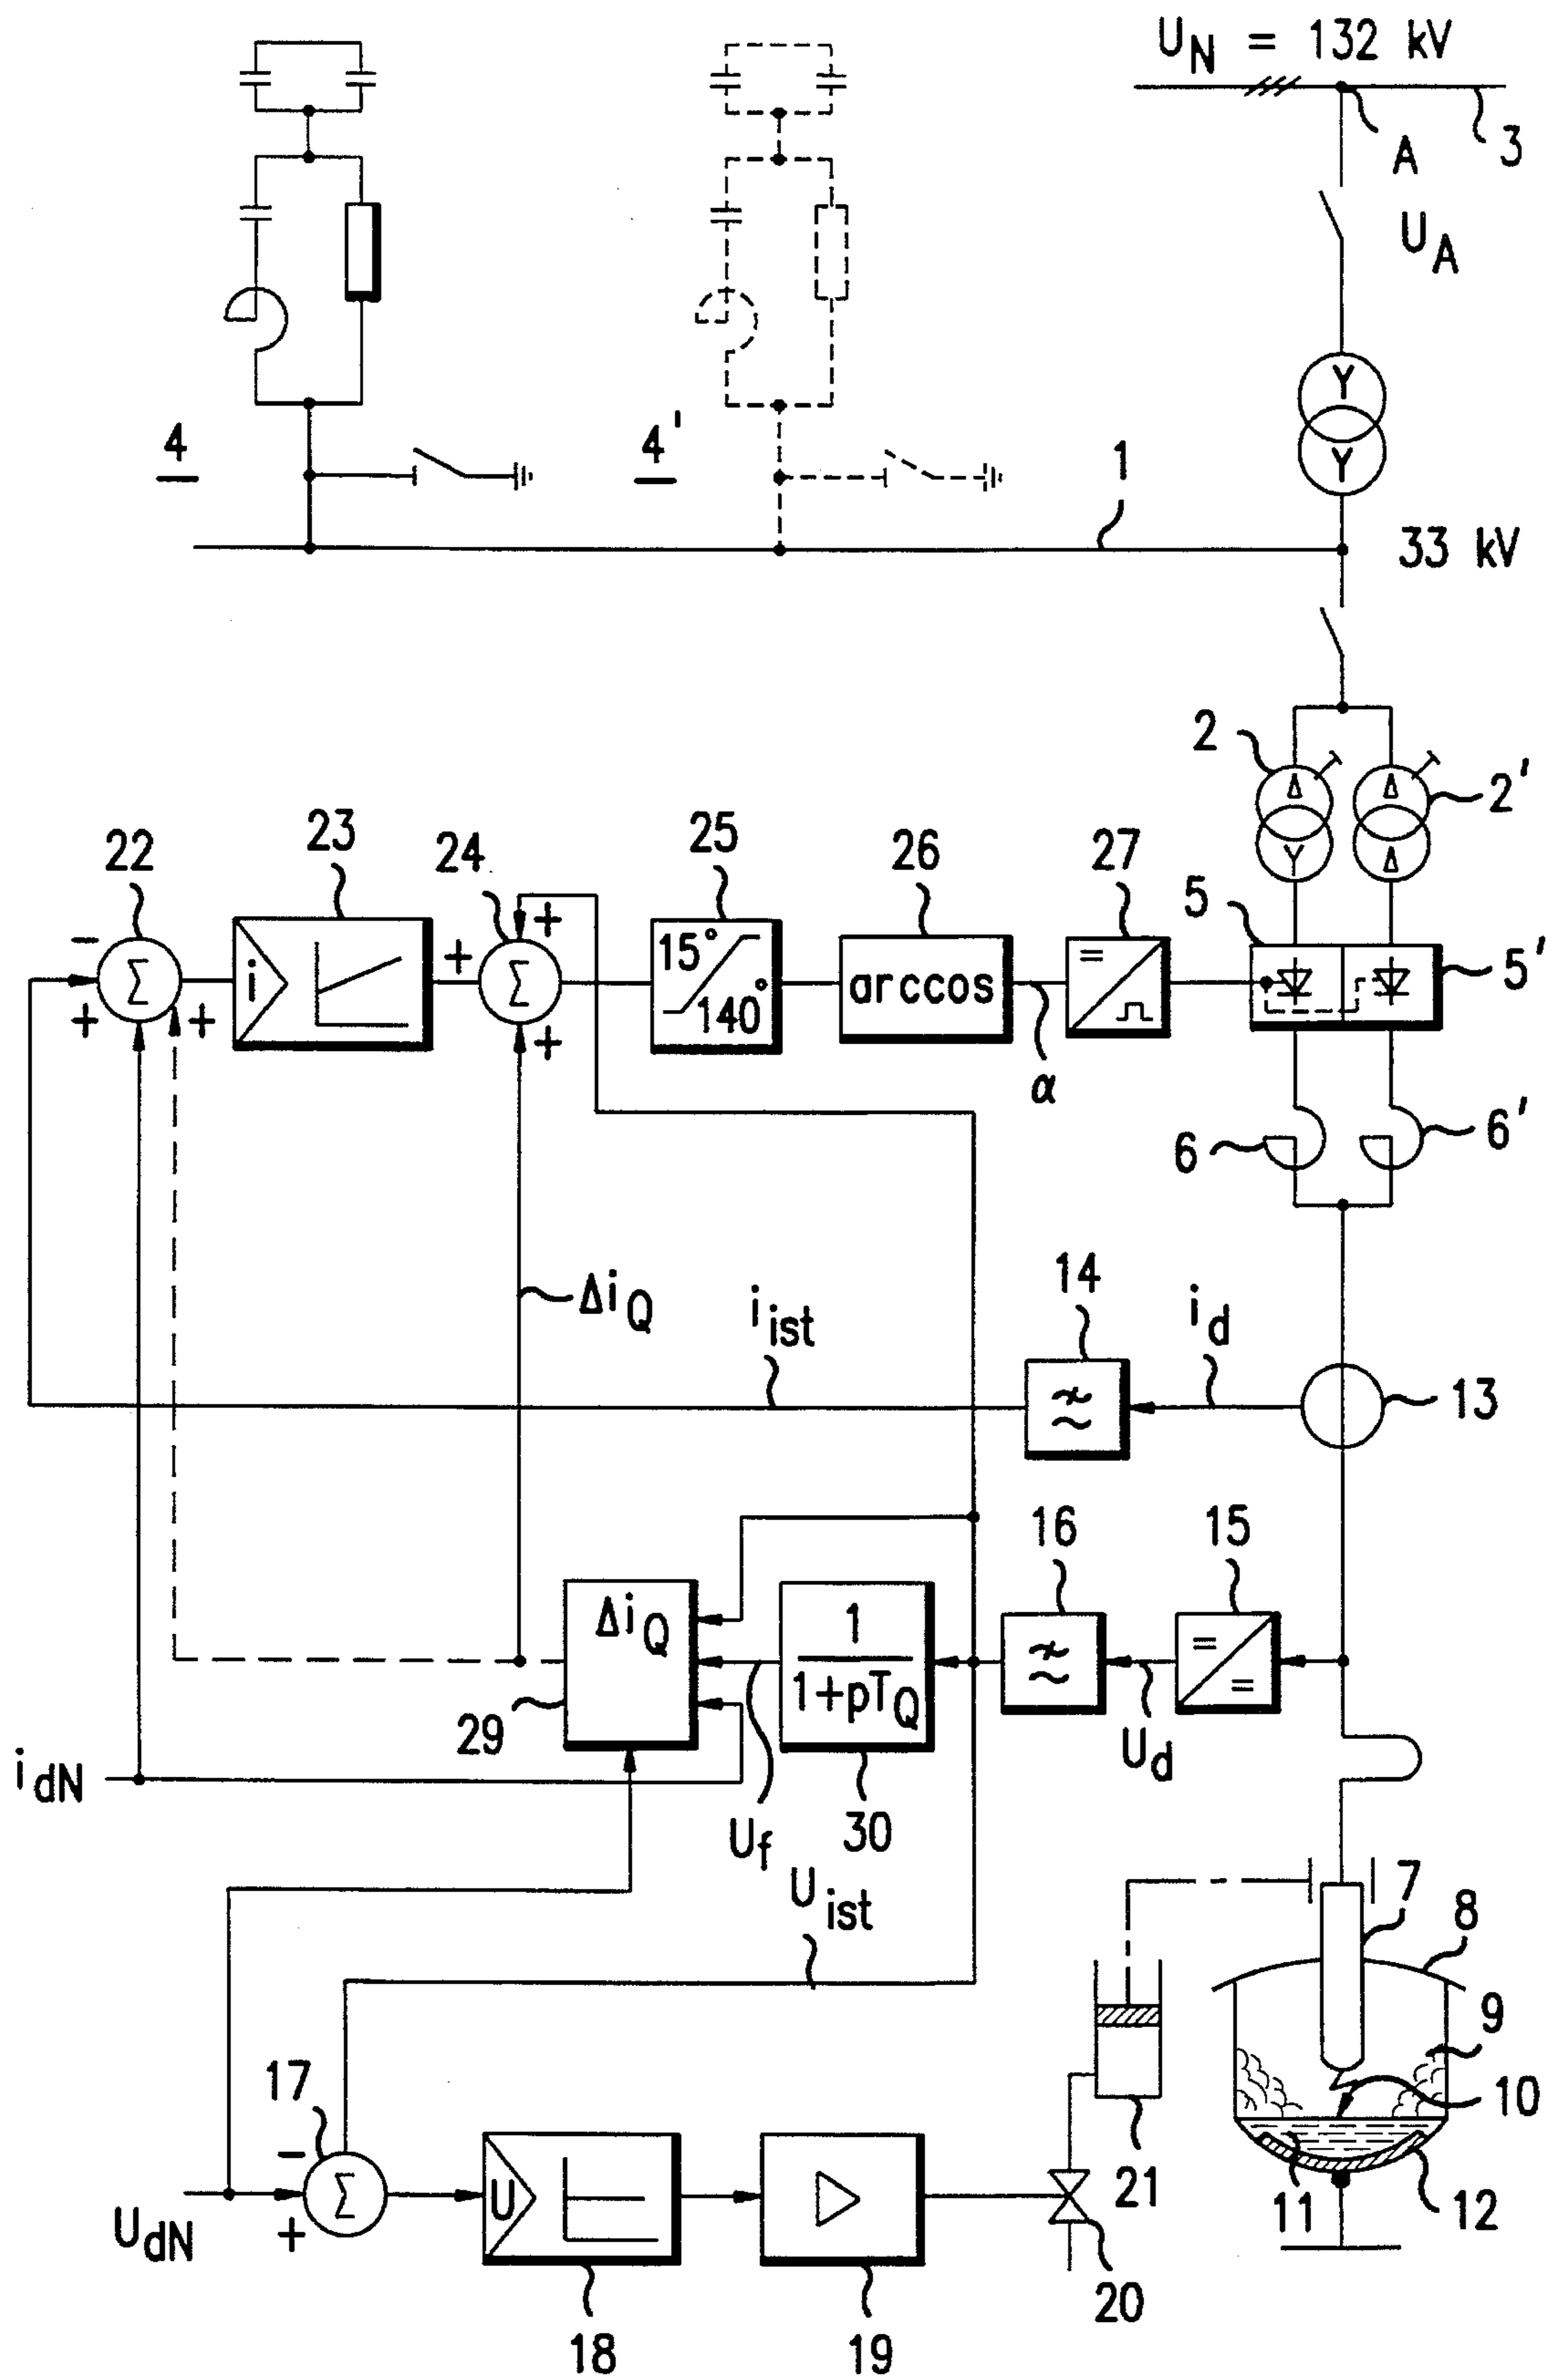 U_N = 132 kV
A
3
U_A
Y
Y
4
4'
1
33 kV
2
2'
Δ
Δ
Y
Δ
22
23
24
25
26
27
5
5'
-
+
+
Σ
i
+
+
+
Σ
15°
140°
arccos
α
=
6
6'
Δi_Q
i_ist
14
i_d
13
16
15
Δi_Q
1
1+pT_Q
=
=
29
i_dN
U_f
30
U_d
U_ist
7
8
9
10
17
-
+
Σ
U
U_dN
21
11
12
20
18
19